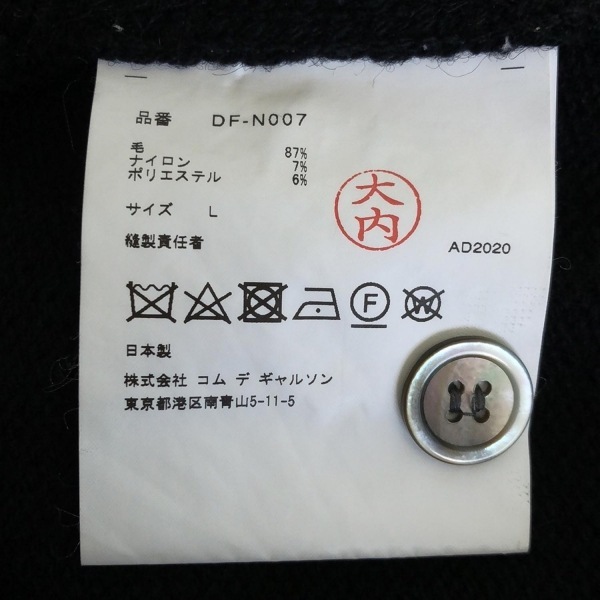 品番 DF-N007
毛 87%
ナイロン 7%
ポリエステル 6%
サイズ L
大内
縫製責任者
AD2020
F
W
日本製
株式会社 コム デ ギャルソン
東京都港区南青山5-11-5